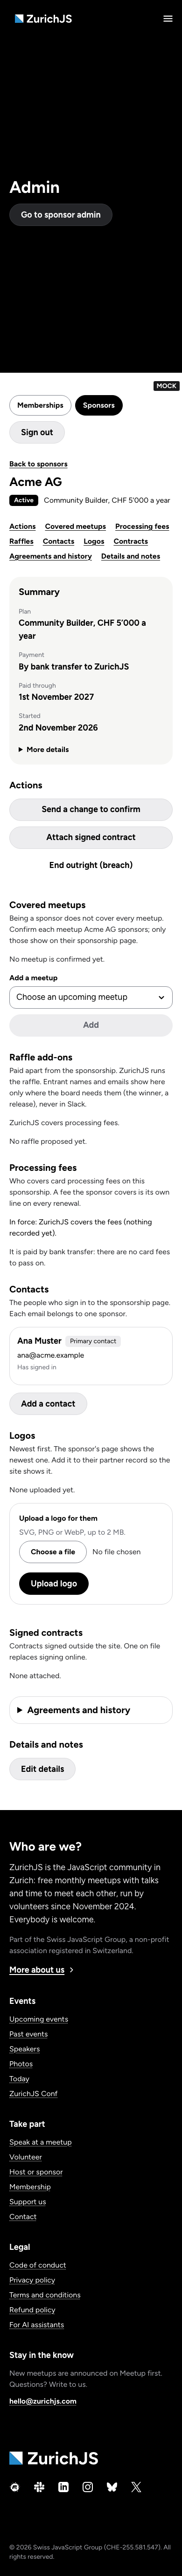 ZurichJS
Admin
Go to sponsor admin
MOCK
Memberships
Sponsors
Sign out
Back to sponsors
Acme AG
Active
Community Builder, CHF 5'000 a year
Actions
Covered meetups
Processing fees
Raffles
Contacts
Logos
Contracts
Agreements and history
Details and notes
Summary
Plan
Community Builder, CHF 5'000 a
year
Payment
By bank transfer to ZurichJS
Paid through
1st November 2027
Started
2nd November 2026
More details
Actions
Send a change to confirm
Attach signed contract
End outright (breach)
Covered meetups
Being a sponsor does not cover every meetup.
Confirm each meetup Acme AG sponsors; only
those show on their sponsorship page.
No meetup is confirmed yet.
Add a meetup
Choose an upcoming meetup
Add
Raffle add-ons
Paid apart from the sponsorship. ZurichJS runs
the raffle. Entrant names and emails show here
only where the board needs them (the winner, a
release), never in Slack.
ZurichJS covers processing fees.
No raffle proposed yet.
Processing fees
Who covers card processing fees on this
sponsorship. A fee the sponsor covers is its own
line on every renewal.
In force: ZurichJS covers the fees (nothing
recorded yet).
It is paid by bank transfer: there are no card fees
to pass on.
Contacts
The people who sign in to the sponsorship page.
Each email belongs to one sponsor.
Ana Muster
Primary contact
ana@acme.example
Has signed in
Add a contact
Logos
Newest first. The sponsor's page shows the
newest one. Add it to their partner record so the
site shows it.
None uploaded yet.
Upload a logo for them
SVG, PNG or WebP, up to 2 MB.
Choose a file
No file chosen
Upload logo
Signed contracts
Contracts signed outside the site. One on file
replaces signing online.
None attached.
Agreements and history
Details and notes
Edit details
Who are we?
ZurichJS is the JavaScript community in
Zurich: free monthly meetups with talks
and time to meet each other, run by
volunteers since November 2024.
Everybody is welcome.
Part of the Swiss JavaScript Group, a non-profit
association registered in Switzerland.
More about us
Events
Upcoming events
Past events
Speakers
Photos
Today
ZurichJS Conf
Take part
Speak at a meetup
Volunteer
Host or sponsor
Membership
Support us
Contact
Legal
Code of conduct
Privacy policy
Terms and conditions
Refund policy
For AI assistants
Stay in the know
New meetups are announced on Meetup first.
Questions? Write to us.
hello@zurichjs.com
ZurichJS
© 2026 Swiss JavaScript Group (CHE-255.581.547). All
rights reserved.